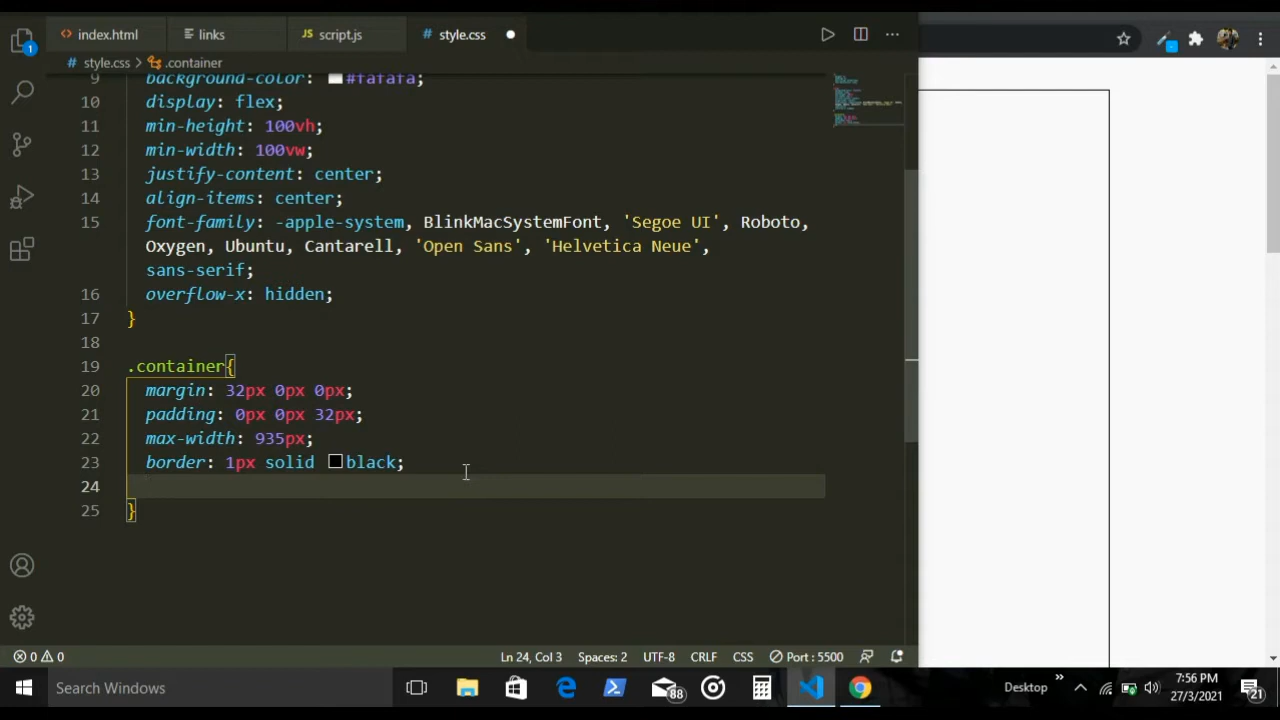 index.html
links
script.js
style.css
style.css > .container
1
9 background-color: #fafafa;
10 display: flex;
11 min-height: 100vh;
12 min-width: 100vw;
13 justify-content: center;
14 align-items: center;
15 font-family: -apple-system, BlinkMacSystemFont, 'Segoe UI', Roboto,
Oxygen, Ubuntu, Cantarell, 'Open Sans', 'Helvetica Neue',
sans-serif;
16 overflow-x: hidden;
17 }
18
19 .container{
20 margin: 32px 0px 0px;
21 padding: 0px 0px 32px;
22 max-width: 935px;
23 border: 1px solid black;
24
25 }
0 0 Ln 24, Col 3 Spaces: 2 UTF-8 CRLF CSS Port : 5500
Search Windows
88
Desktop
7:56 PM
27/3/2021
21